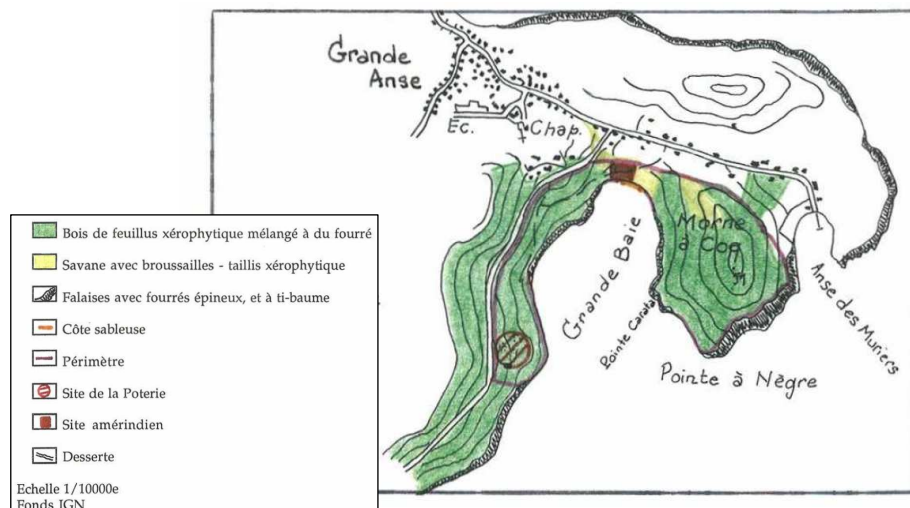 Grande
Anse
Ec.
Chap.
Morne
à Coq
Grande Baie
Pointe Carata
Anse des Muriers
Pointe à Nègre
Bois de feuillus xérophytique mélangé à du fourré
Savane avec broussailles - taillis xérophytique
Falaises avec fourrés épineux, et à ti-baume
Côté sableuse
Périmètre
Site de la Poterie
Site amérindien
Desserte
Echelle 1/10000e
Fonds IGN